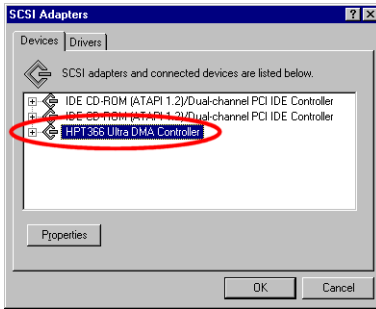 SCSI Adapters
Devices Drivers
SCSI adapters and connected devices are listed below.
IDE CD-ROM (ATAPI 1.2)/Dual-channel PCI IDE Controller
IDE CD-ROM (ATAPI 1.2)/Dual-channel PCI IDE Controller
HPT366 Ultra DMA Controller
Properties
OK Cancel